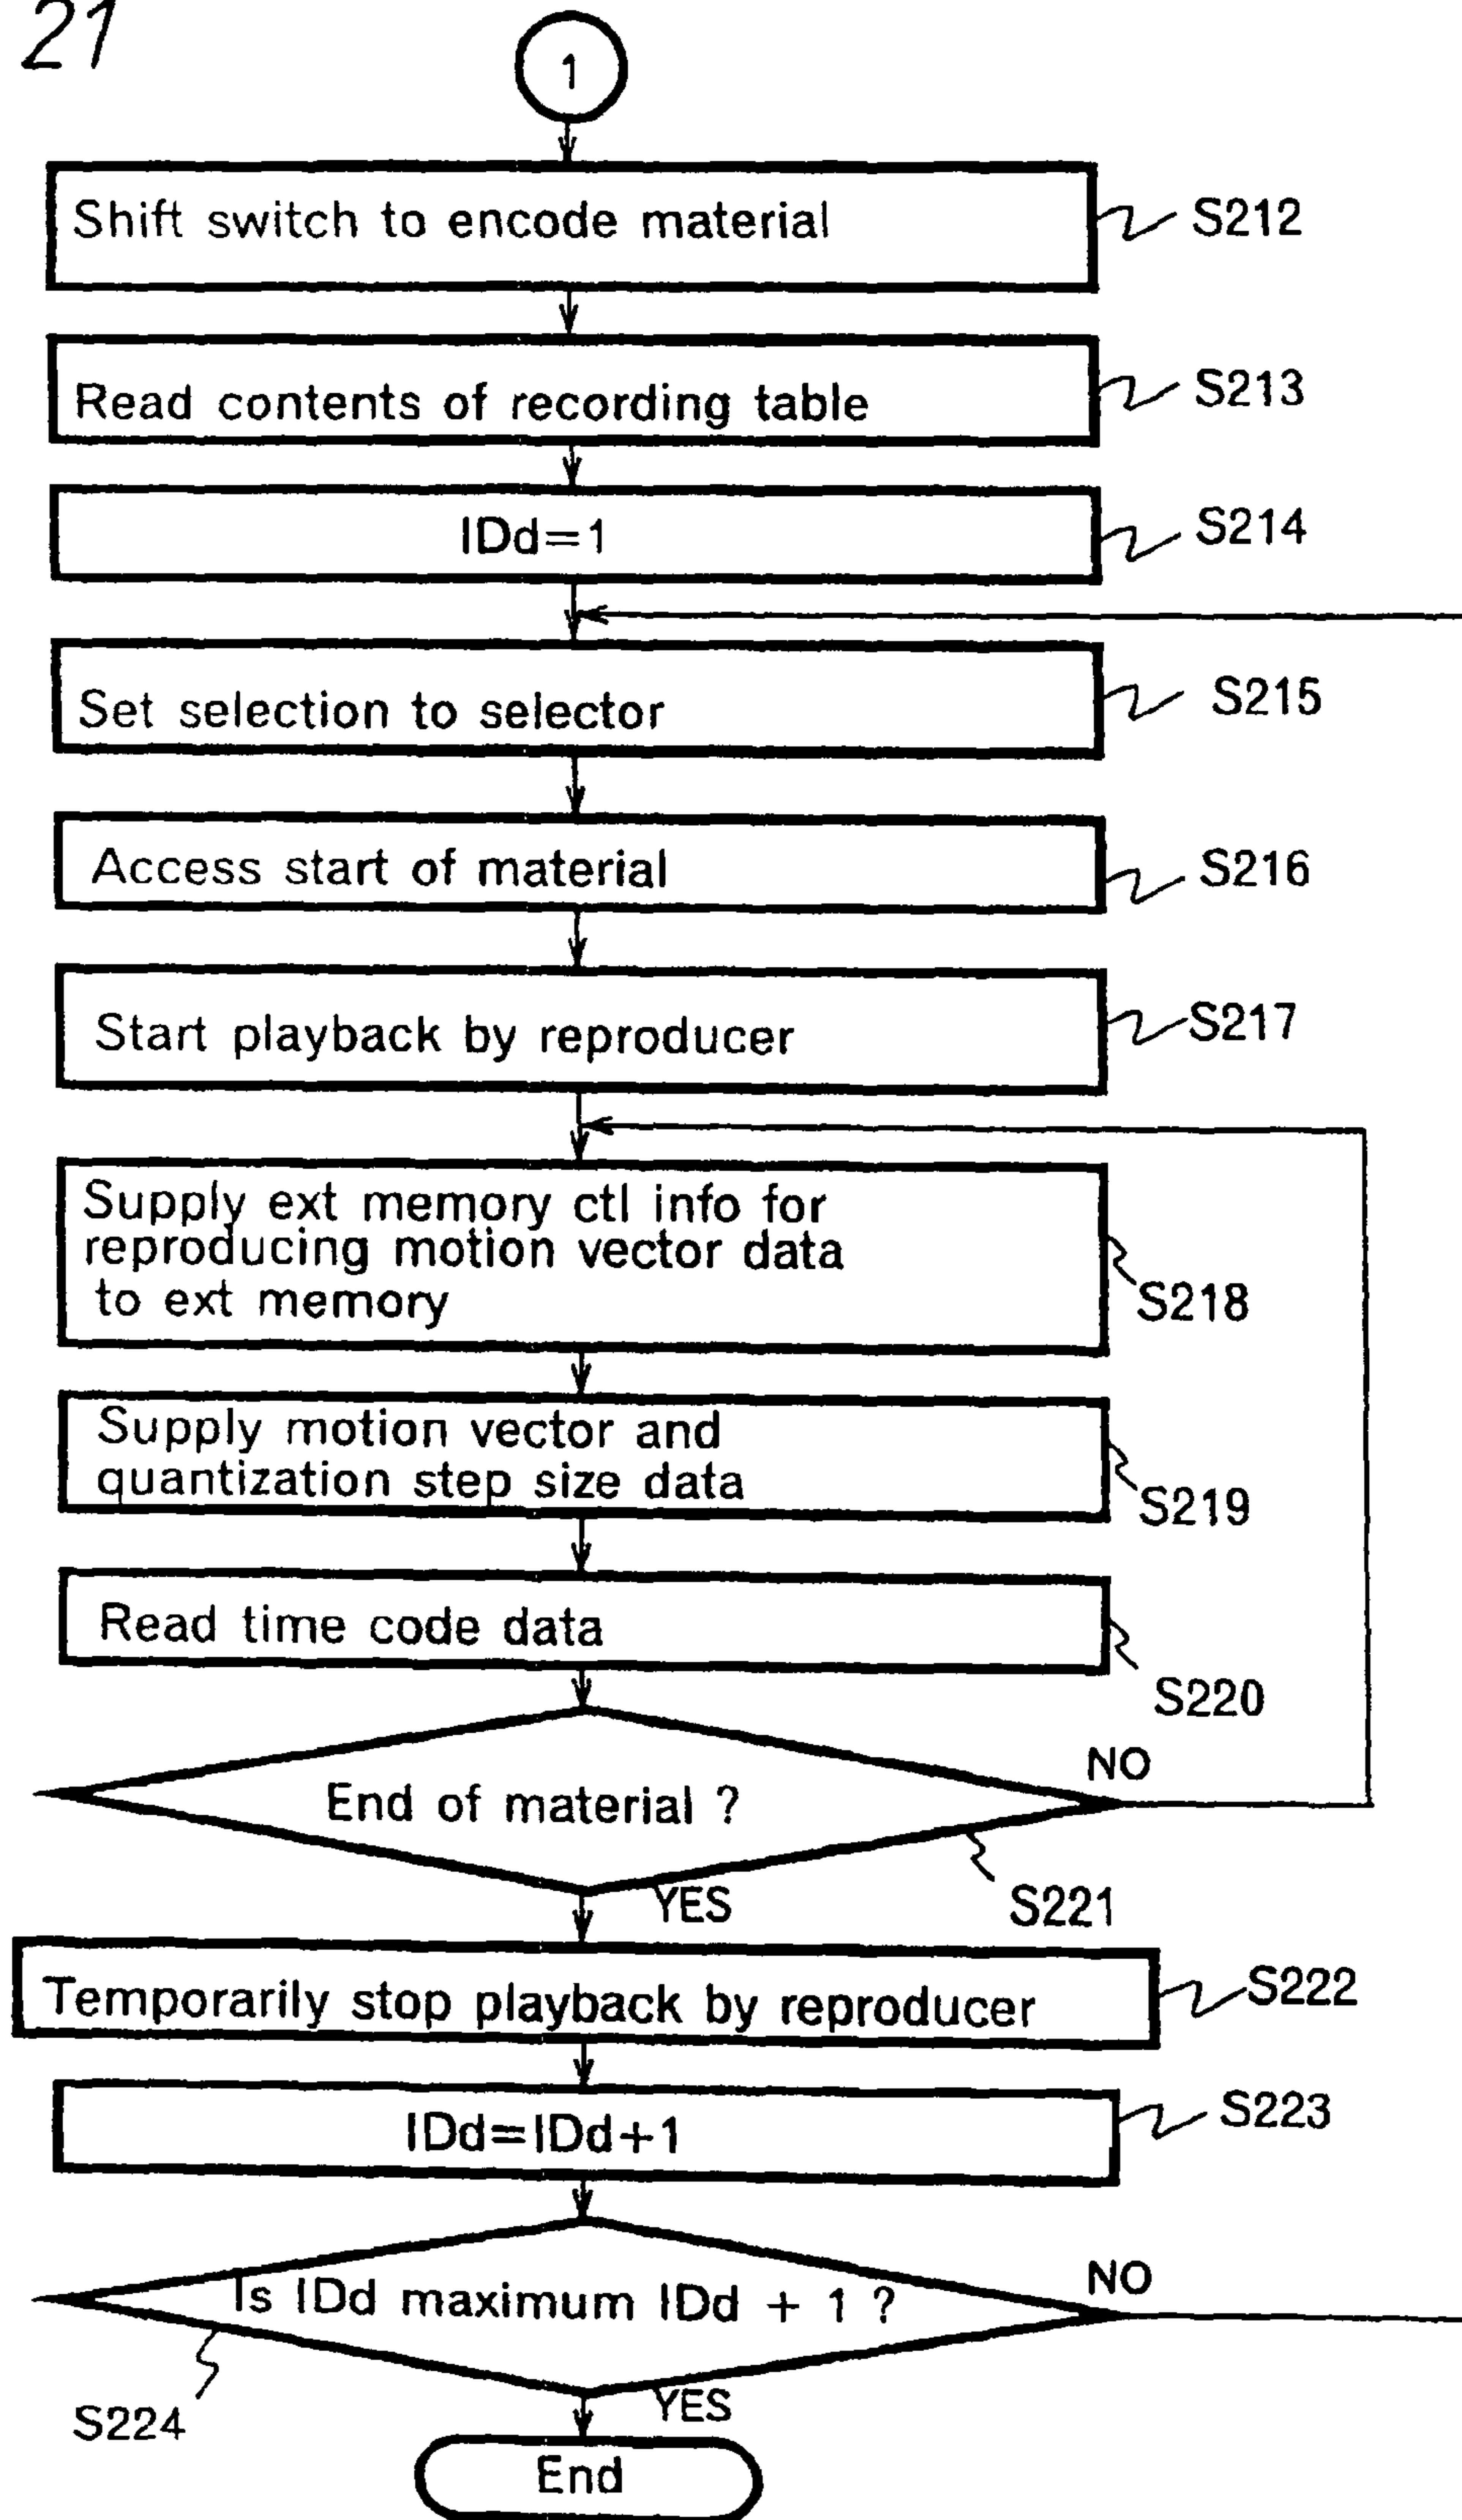 21
1
Shift switch to encode material
S212
Read contents of recording table
S213
IDd=1
S214
Set selection to selector
S215
Access start of material
S216
Start playback by reproducer
S217
Supply ext memory ctl info for
reproducing motion vector data
to ext memory
S218
Supply motion vector and
quantization step size data
S219
Read time code data
S220
End of material ?
NO
S221
YES
Temporarily stop playback by reproducer
S222
IDd=IDd+1
S223
Is IDd maximum IDd + 1 ?
NO
S224
YES
End